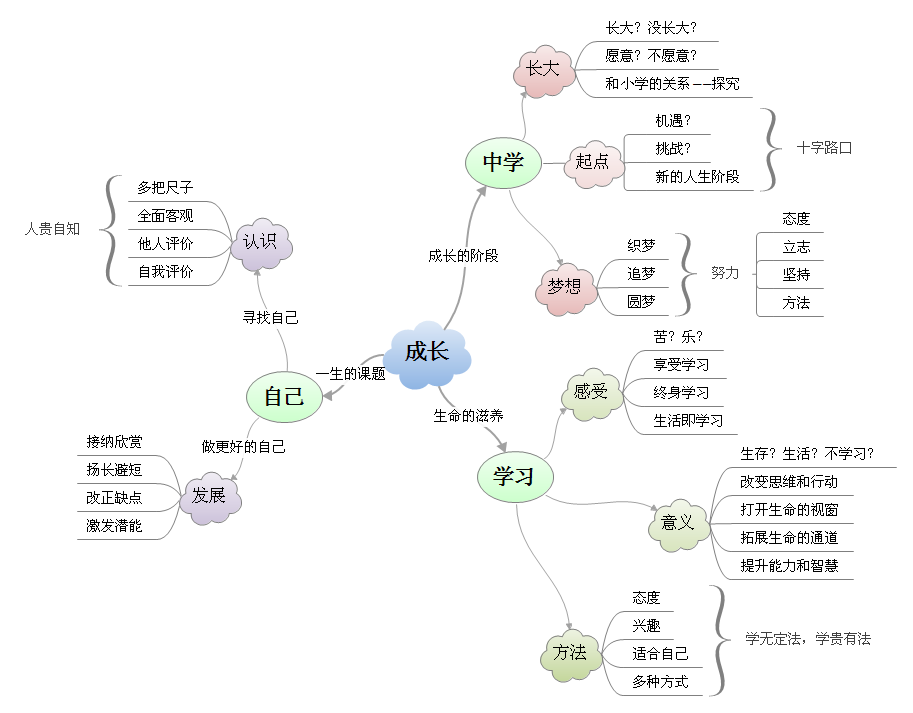 成长
成长的阶段
中学
长大
长大？没长大？
愿意？不愿意？
和小学的关系——探究
起点
机遇？
挑战？
新的人生阶段
十字路口
梦想
织梦
追梦
圆梦
努力
态度
立志
坚持
方法
生命的滋养
学习
感受
苦？乐？
享受学习
终身学习
生活即学习
意义
生存？生活？不学习？
改变思维和行动
打开生命的视窗
拓展生命的通道
提升能力和智慧
方法
态度
兴趣
适合自己
多种方式
学无定法，学贵有法
一生的课题
自己
寻找自己
认识
多把尺子
全面客观
他人评价
自我评价
人贵自知
做更好的自己
发展
接纳欣赏
扬长避短
改正缺点
激发潜能